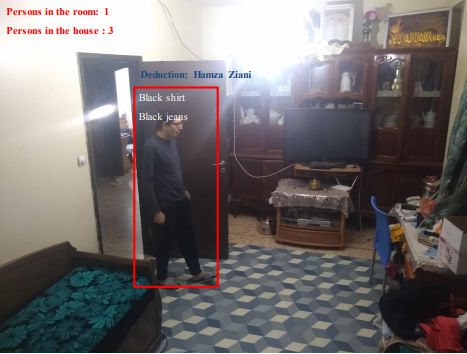 Persons in the room: 1
Persons in the house : 3
Deduction: Hamza Ziani
Black shirt
Black jeans